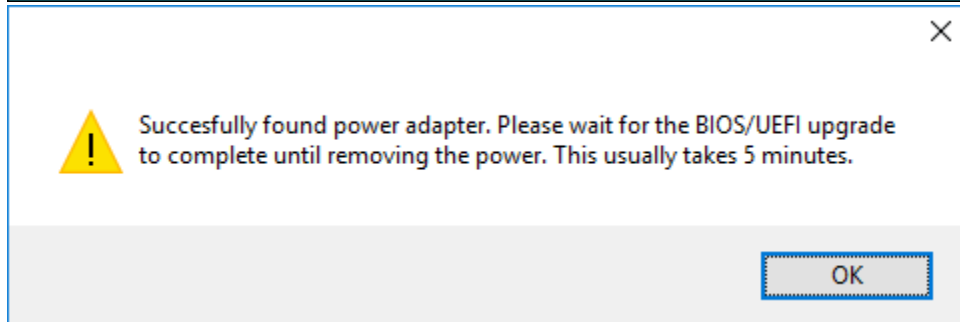 Succesfully found power adapter. Please wait for the BIOS/UEFI upgrade
to complete until removing the power. This usually takes 5 minutes.
OK